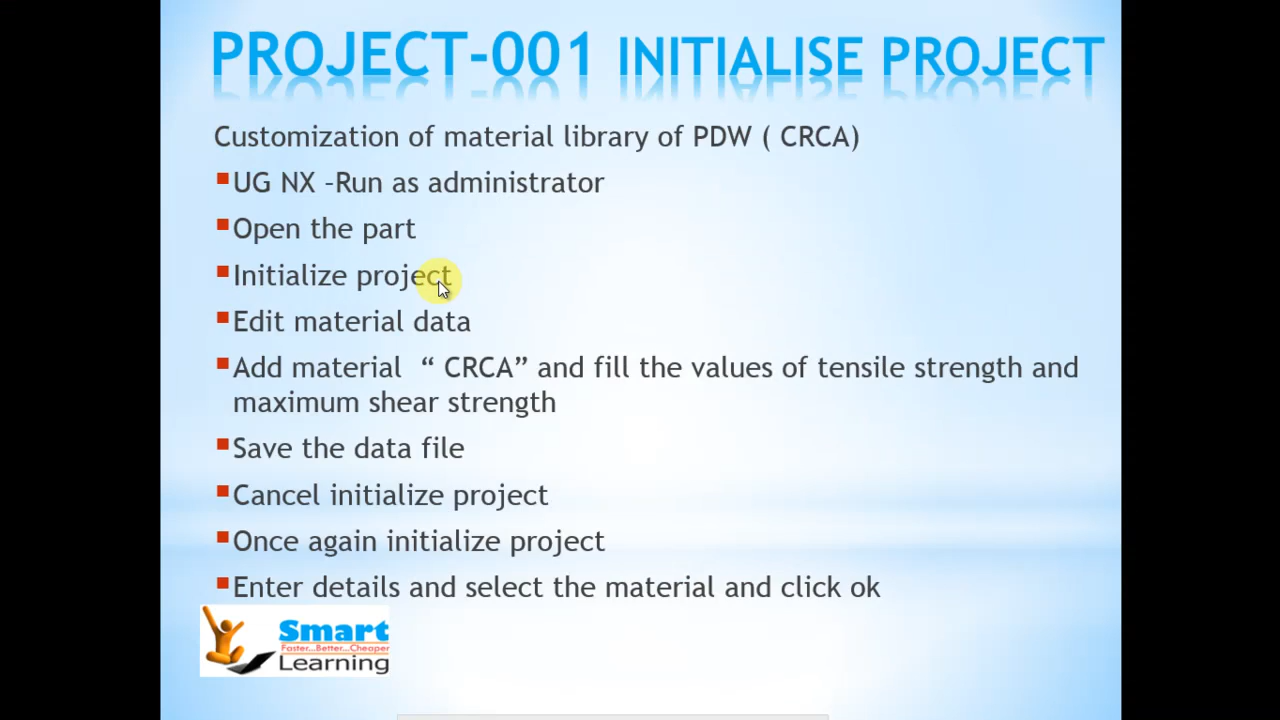 PROJECT-001 INITIALISE PROJECT
Customization of material library of PDW ( CRCA)
UG NX –Run as administrator
Open the part
Initialize project
Edit material data
Add material “ CRCA” and fill the values of tensile strength and
maximum shear strength
Save the data file
Cancel initialize project
Once again initialize project
Enter details and select the material and click ok
Smart
Faster...Better...Cheaper
Learning